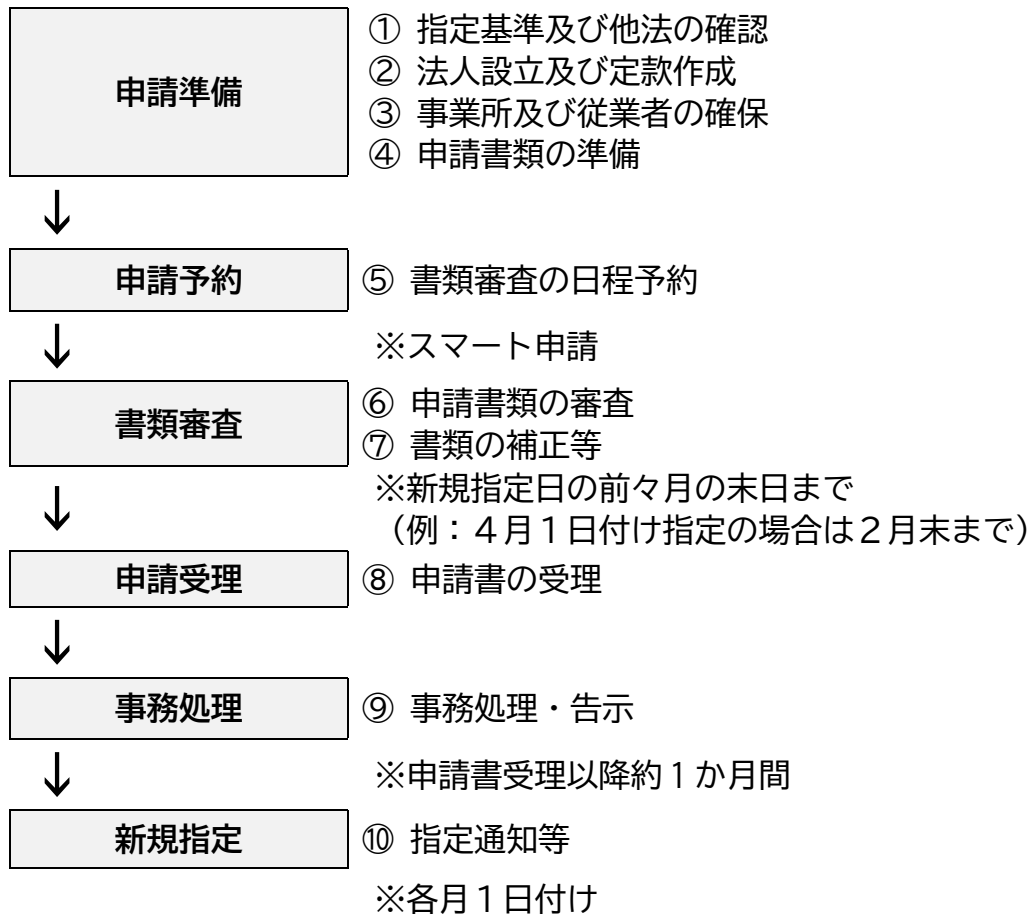 申請準備
① 指定基準及び他法の確認
② 法人設立及び定款作成
③ 事業所及び従業者の確保
④ 申請書類の準備
↓
申請予約
⑤ 書類審査の日程予約
↓
※スマート申請
書類審査
⑥ 申請書類の審査
⑦ 書類の補正等
↓
※新規指定日の前々月の末日まで
（例：４月１日付け指定の場合は２月末まで）
申請受理
⑧ 申請書の受理
↓
事務処理
⑨ 事務処理・告示
↓
※申請書受理以降約１か月間
新規指定
⑩ 指定通知等
※各月１日付け